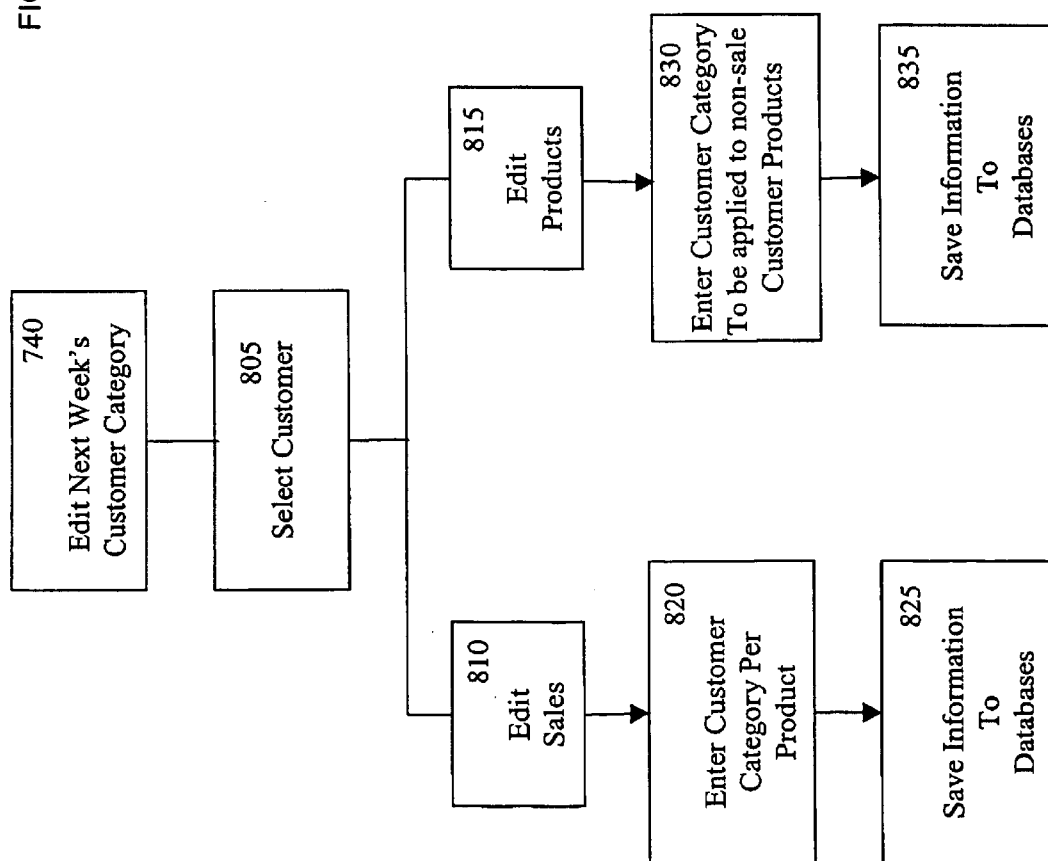 FIG
740
Edit Next Week's
Customer Category
805
Select Customer
810
Edit
Sales
815
Edit
Products
820
Enter Customer
Category Per
Product
830
Enter Customer Category
To be applied to non-sale
Customer Products
825
Save Information
To
Databases
835
Save Information
To
Databases